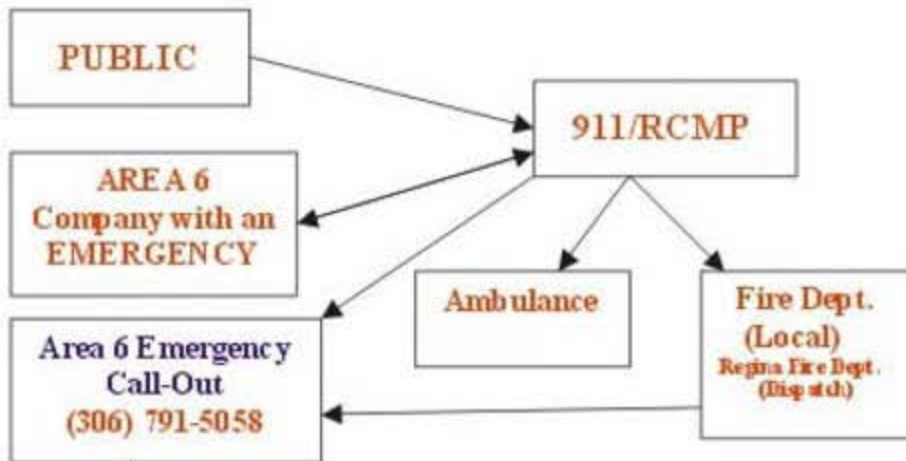 PUBLIC
911/RCMP
AREA 6
Company with an
EMERGENCY
Ambulance
Fire Dept.
(Local)
Regina Fire Dept.
(Dispatch)
Area 6 Emergency
Call-Out
(306) 791-5058